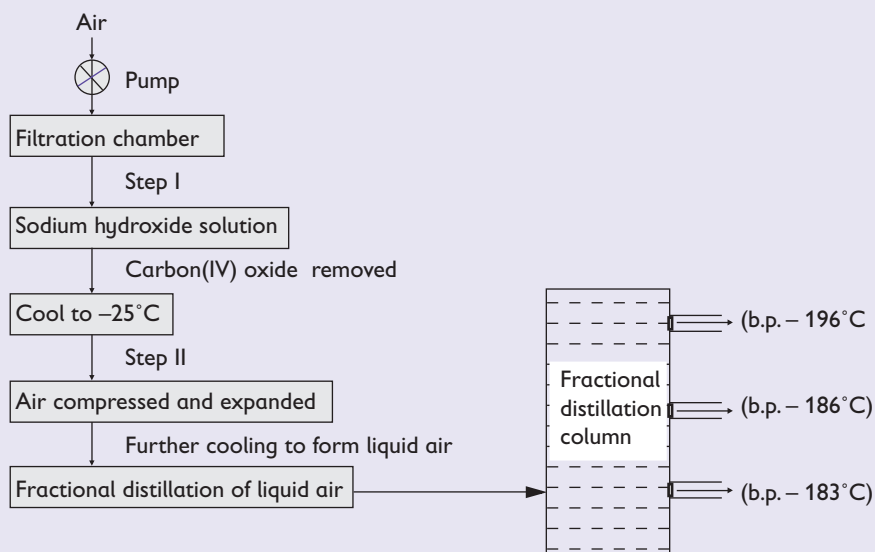 Air
Pump
Filtration chamber
Step I
Sodium hydroxide solution
Carbon(IV) oxide removed
Cool to –25°C
Step II
Air compressed and expanded
Further cooling to form liquid air
Fractional distillation of liquid air
Fractional
distillation
column
(b.p. – 196°C
(b.p. – 186°C)
(b.p. – 183°C)